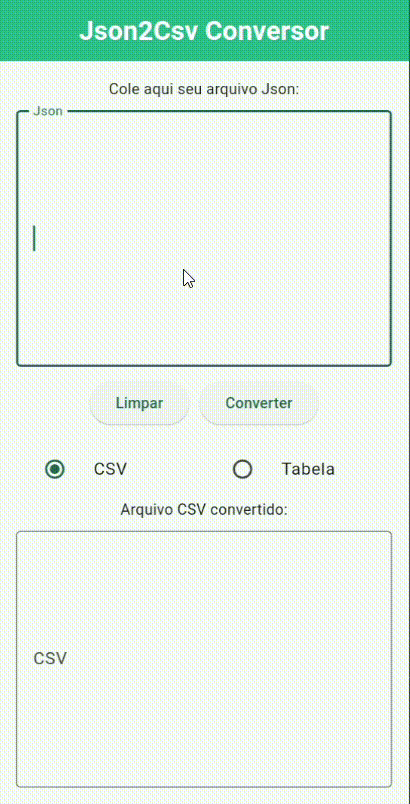 Json2Csv Conversor
Cole aqui seu arquivo Json:
Json
Limpar Converter
CSV Tabela
Arquivo CSV convertido:
CSV